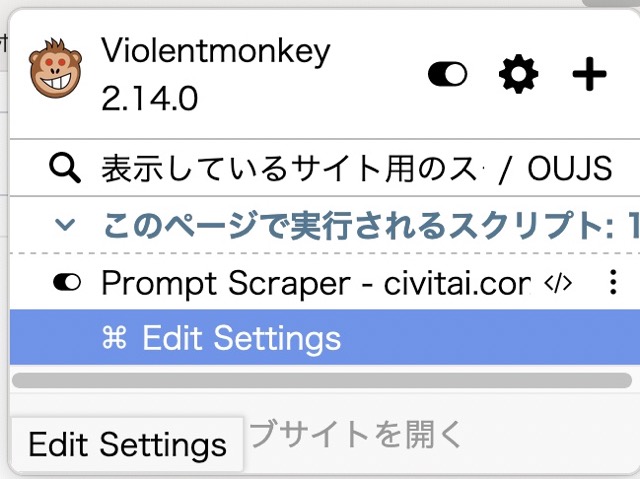 Violentmonkey
2.14.0
表示しているサイト用のス / OUJS
このページで実行されるスクリプト: 1
Prompt Scraper - civitai.cor </>
⌘ Edit Settings
Edit Settings
ブサイトを開く